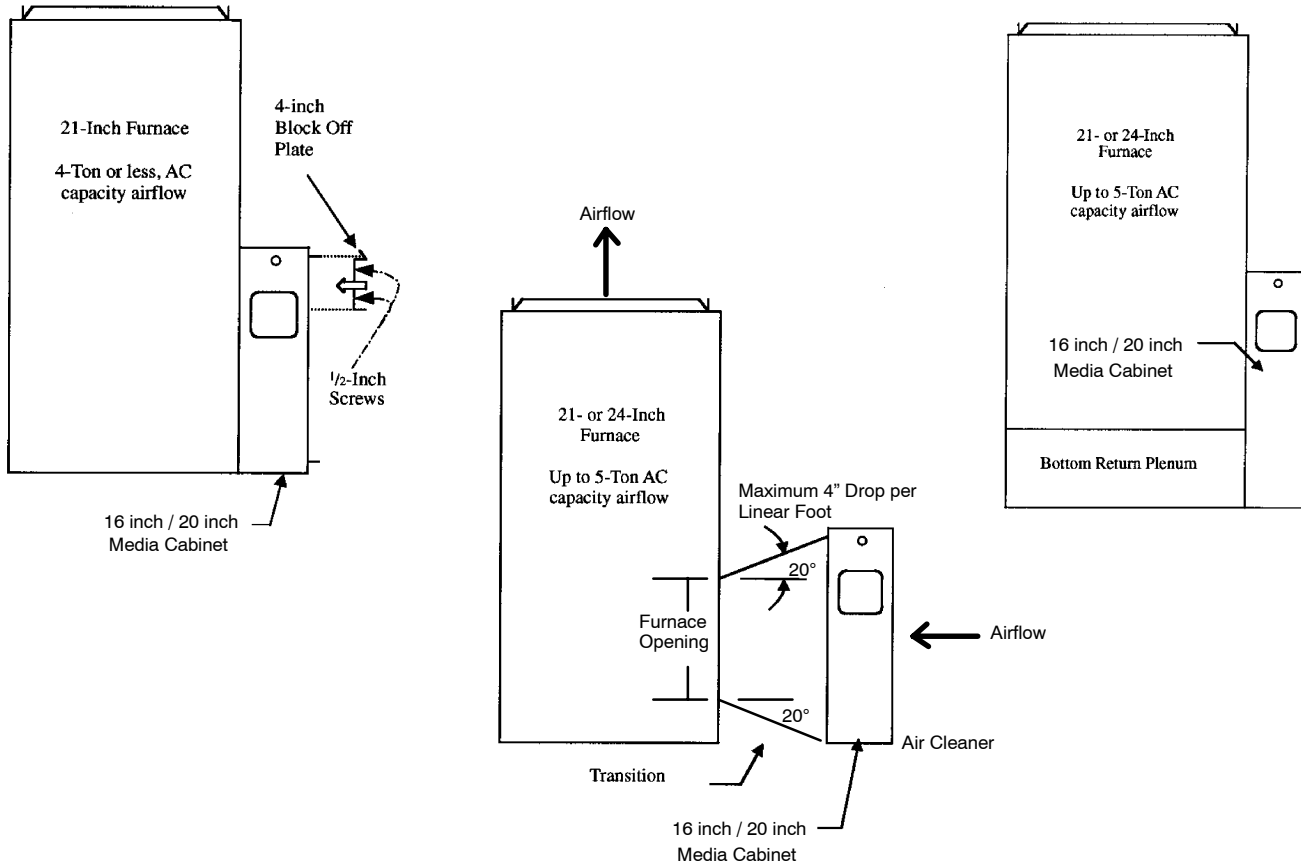 21-Inch Furnace
4-Ton or less, AC
capacity airflow
4-inch
Block Off
Plate
1/2-Inch
Screws
16 inch / 20 inch
Media Cabinet
Airflow
21- or 24-Inch
Furnace
Up to 5-Ton AC
capacity airflow
Maximum 4” Drop per
Linear Foot
20°
Furnace
Opening
Airflow
20°
Air Cleaner
Transition
16 inch / 20 inch
Media Cabinet
21- or 24-Inch
Furnace
Up to 5-Ton AC
capacity airflow
16 inch / 20 inch
Media Cabinet
Bottom Return Plenum